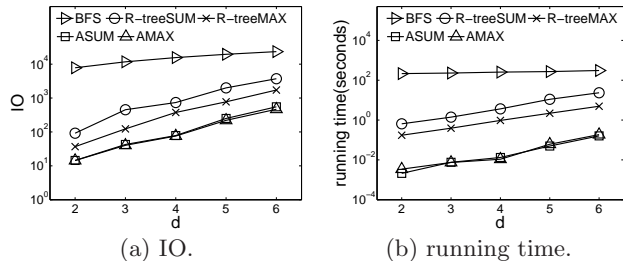 BFS R-treeSUM R-treeMAX
ASUM AMAX
IO
10^4
10^3
10^2
10^1
10^0
2 3 4 5 6
d
(a) IO.
BFS R-treeSUM R-treeMAX
ASUM AMAX
running time(seconds)
10^4
10^2
10^0
10^-2
10^-4
2 3 4 5 6
d
(b) running time.